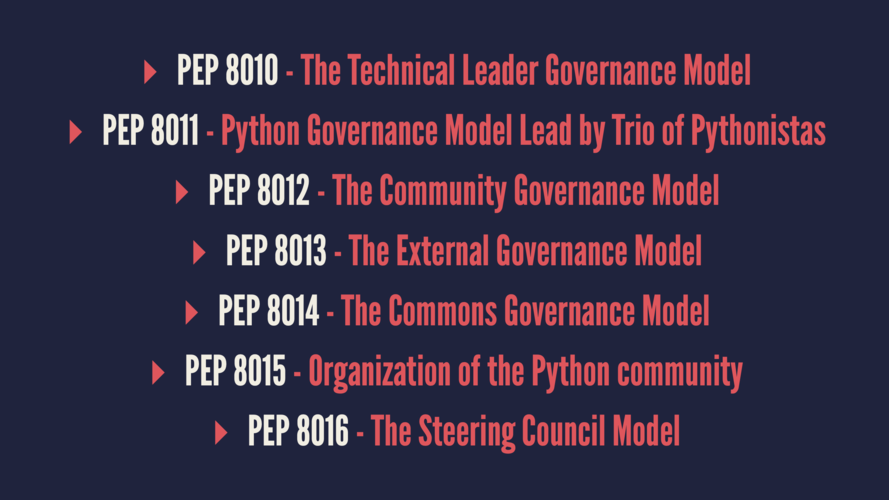 PEP 8010 - The Technical Leader Governance Model
PEP 8011 - Python Governance Model Lead by Trio of Pythonistas
PEP 8012 - The Community Governance Model
PEP 8013 - The External Governance Model
PEP 8014 - The Commons Governance Model
PEP 8015 - Organization of the Python community
PEP 8016 - The Steering Council Model